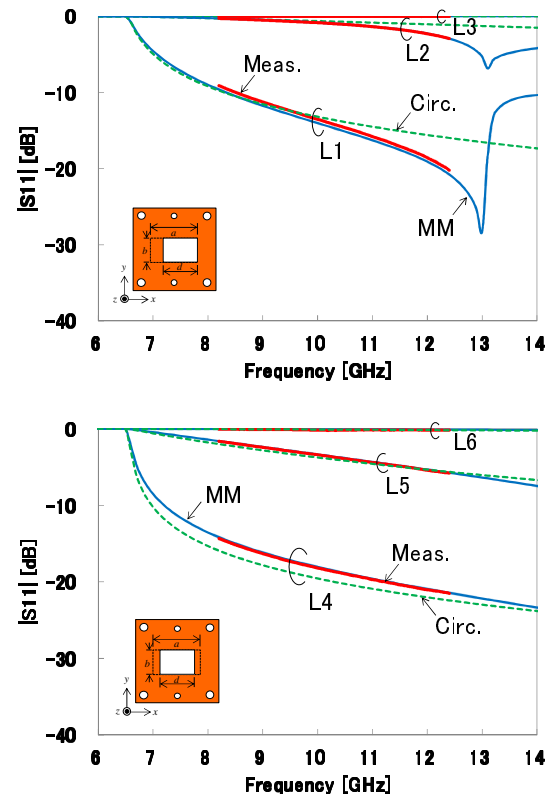 0
-10
-20
-30
-40
|S11| [dB]
L3
L2
Meas.
Circ.
L1
MM
a
b
d
y
z
x
6 7 8 9 10 11 12 13 14
Frequency [GHz]
0
-10
-20
-30
-40
|S11| [dB]
L6
L5
MM
Meas.
L4
Circ.
a
b
d
y
z
x
6 7 8 9 10 11 12 13 14
Frequency [GHz]